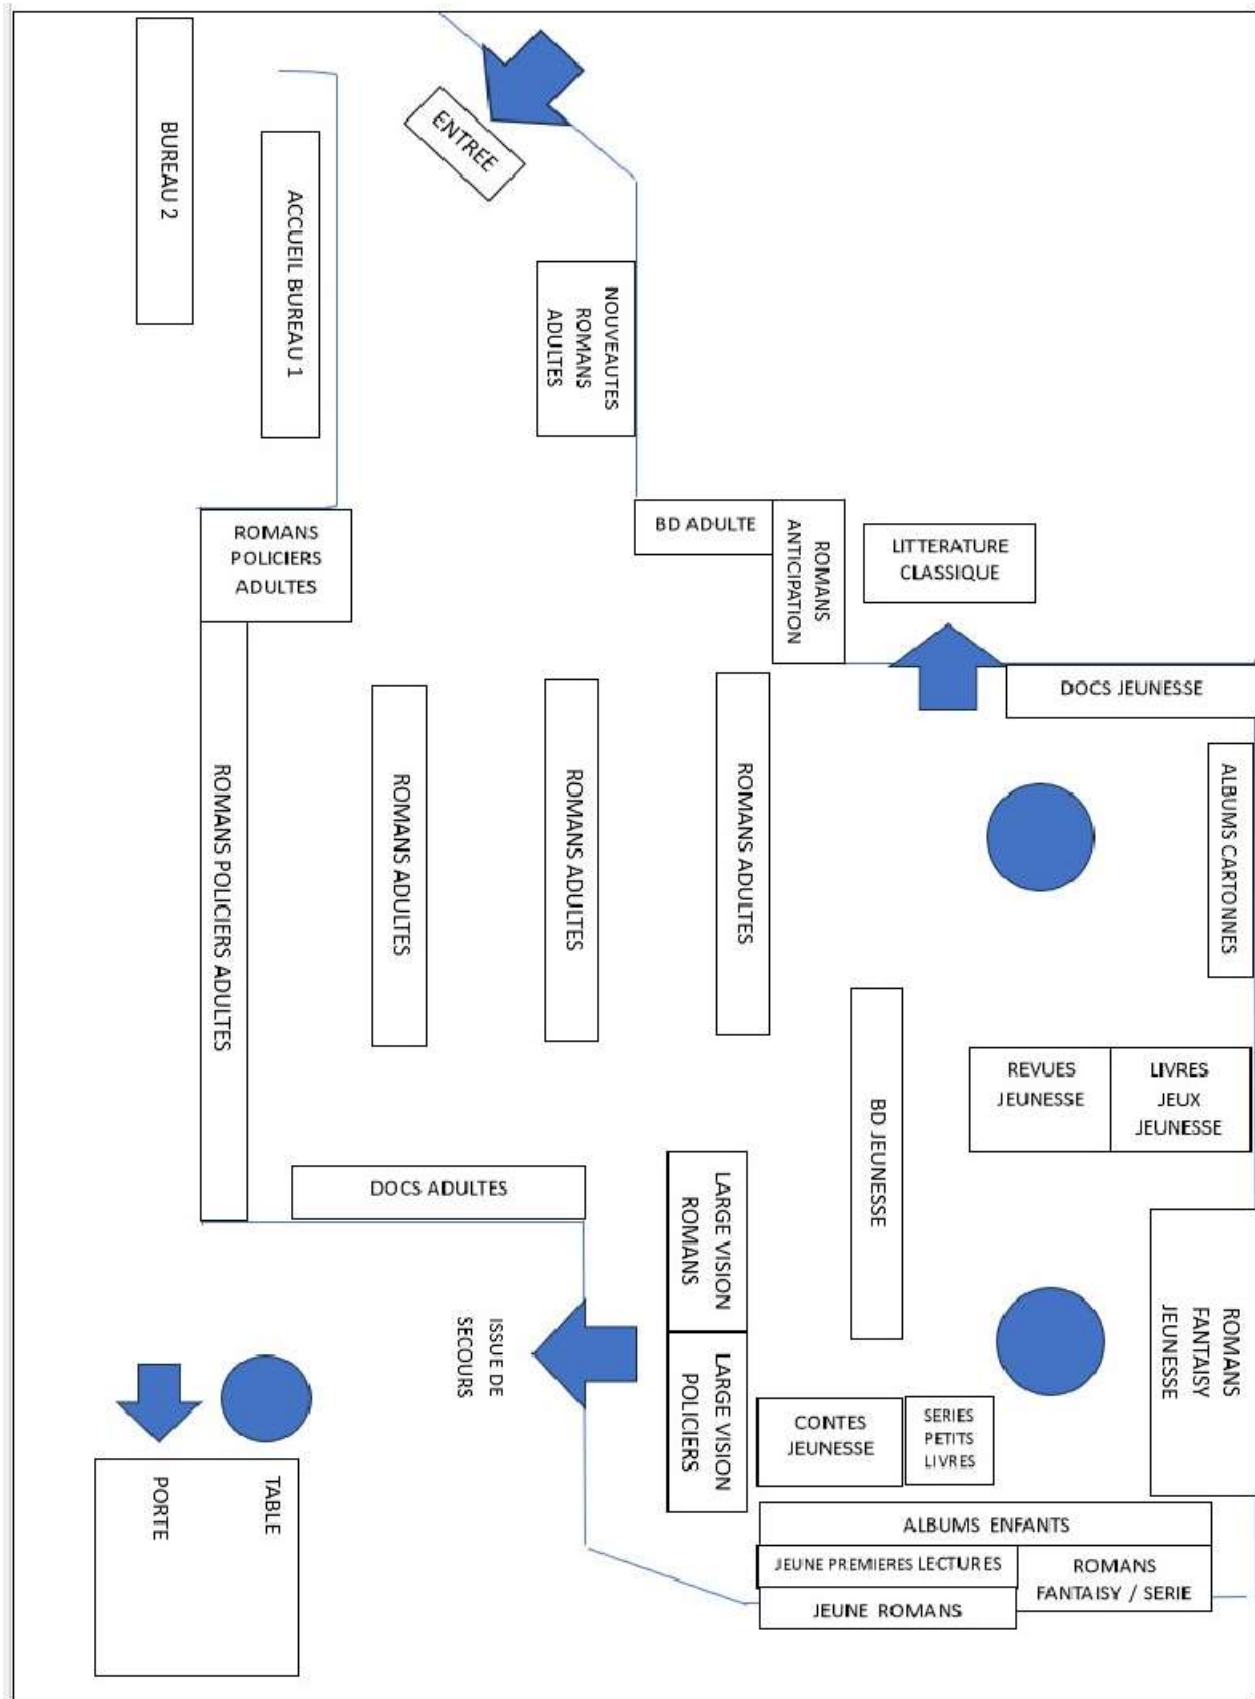 ENTREE
BUREAU 2
ACCUEIL BUREAU 1
NOUVEAUTES
ROMANS
ADULTES
ROMANS
POLICIERS
ADULTES
BD ADULTE
ROMANS
ANTICIPATION
LITTERATURE
CLASSIQUE
DOCS JEUNESSE
ROMANS POLICIERS ADULTES
ROMANS ADULTES
ROMANS ADULTES
ROMANS ADULTES
ALBUMS CARTONNES
BD JEUNESSE
REVUES
JEUNESSE
LIVRES
JEUX
JEUNESSE
DOCS ADULTES
LARGE VISION
ROMANS
LARGE VISION
POLICIERS
ROMANS
FANTAISY
JEUNESSE
ISSUE DE
SECOURS
CONTES
JEUNESSE
SERIES
PETITS
LIVRES
ALBUMS ENFANTS
JEUNE PREMIERES LECTURES
ROMANS
FANTAISY / SERIE
JEUNE ROMANS
TABLE
PORTE